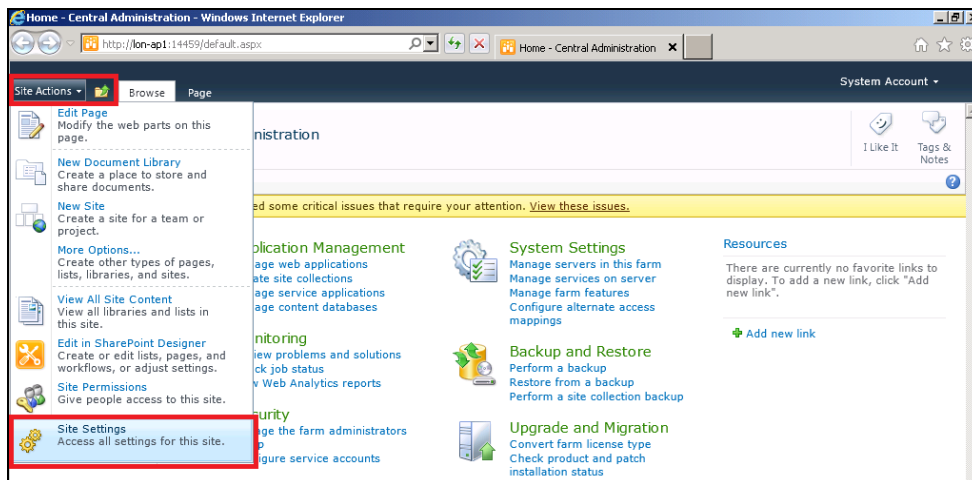 Home - Central Administration - Windows Internet Explorer
http://lon-ap1:14459/default.aspx
Home - Central Administration
System Account
Site Actions
Browse
Page
Edit Page
Modify the web parts on this
page.
New Document Library
Create a place to store and
share documents.
New Site
Create a site for a team or
project.
More Options...
Create other types of pages,
lists, libraries, and sites.
View All Site Content
View all libraries and lists in
this site.
Edit in SharePoint Designer
Create or edit lists, pages, and
workflows, or adjust settings.
Site Permissions
Give people access to this site.
Site Settings
Access all settings for this site.
nistration
I Like It
Tags &
Notes
ed some critical issues that require your attention. View these issues.
plication Management
age web applications
ate site collections
age service applications
age content databases
nitoring
iew problems and solutions
ck job status
w Web Analytics reports
urity
age the farm administrators
p
igure service accounts
System Settings
Manage servers in this farm
Manage services on server
Manage farm features
Configure alternate access
mappings
Backup and Restore
Perform a backup
Restore from a backup
Perform a site collection backup
Upgrade and Migration
Convert farm license type
Check product and patch
installation status
Resources
There are currently no favorite links to
display. To add a new link, click "Add
new link".
Add new link